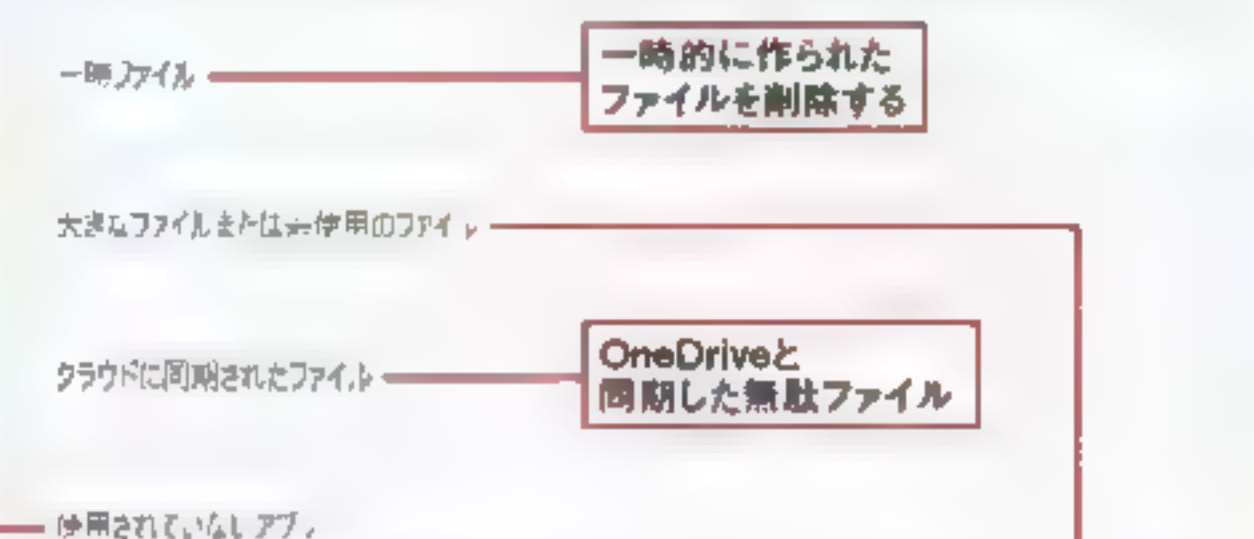 一時ファイル
一時的に作られた
ファイルを削除する
大きなファイルまたは未使用のファイル
クラウドに同期されたファイル
OneDriveと
同期した無駄ファイル
使用されていないアプリ